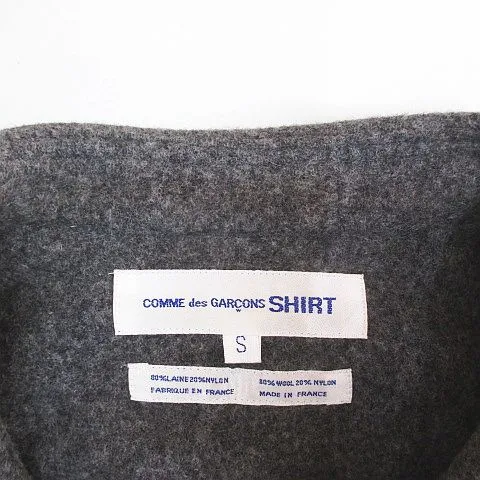 COMME des GARÇONS SHIRT
w
S
80%LAINE 20%NYLON
FABRIQUE EN FRANCE
80%WOOL 20% NYLON
MADE IN FRANCE